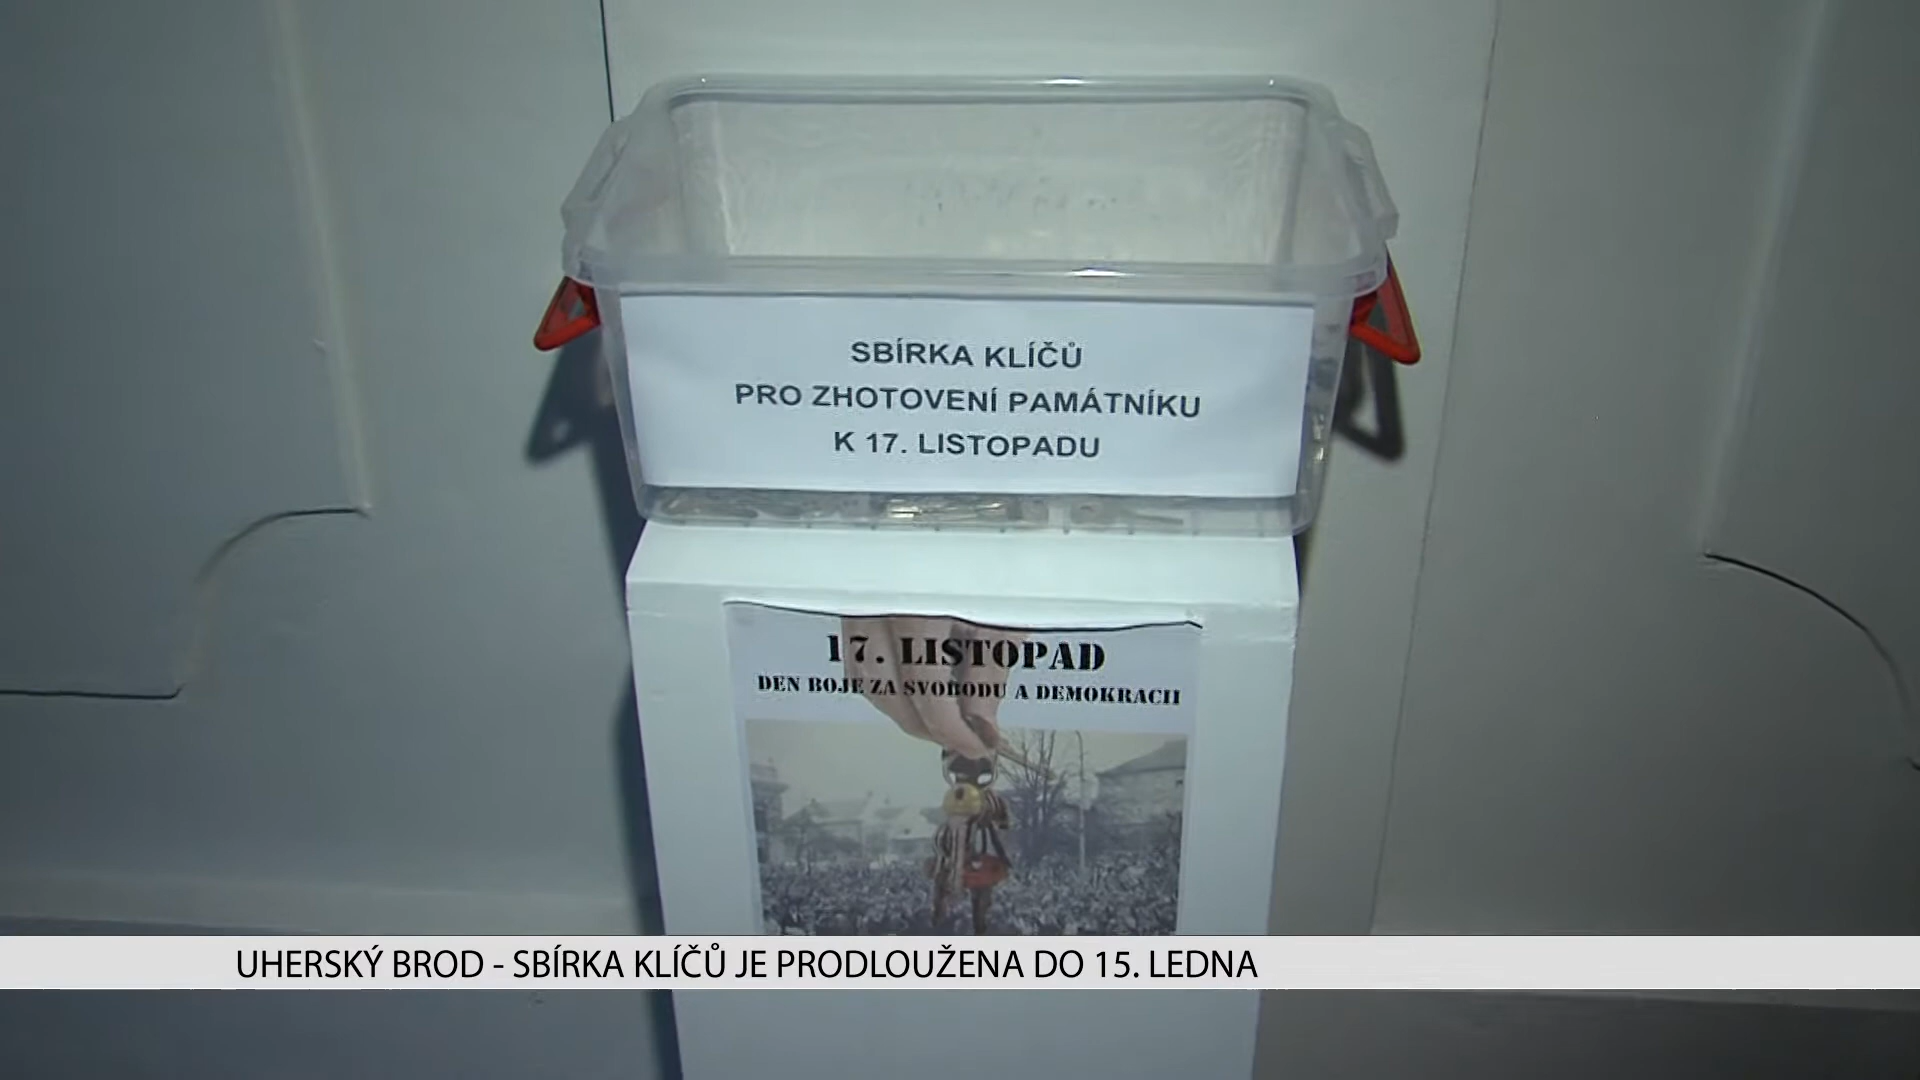 SBÍRKA KLÍČŮ
PRO ZHOTOVENÍ PAMÁTNÍKU
K 17. LISTOPADU
17. LISTOPAD
DEN BOJE ZA SVOBODU A DEMOKRACII
UHERSKÝ BROD - SBÍRKA KLÍČŮ JE PRODLOUŽENA DO 15. LEDNA